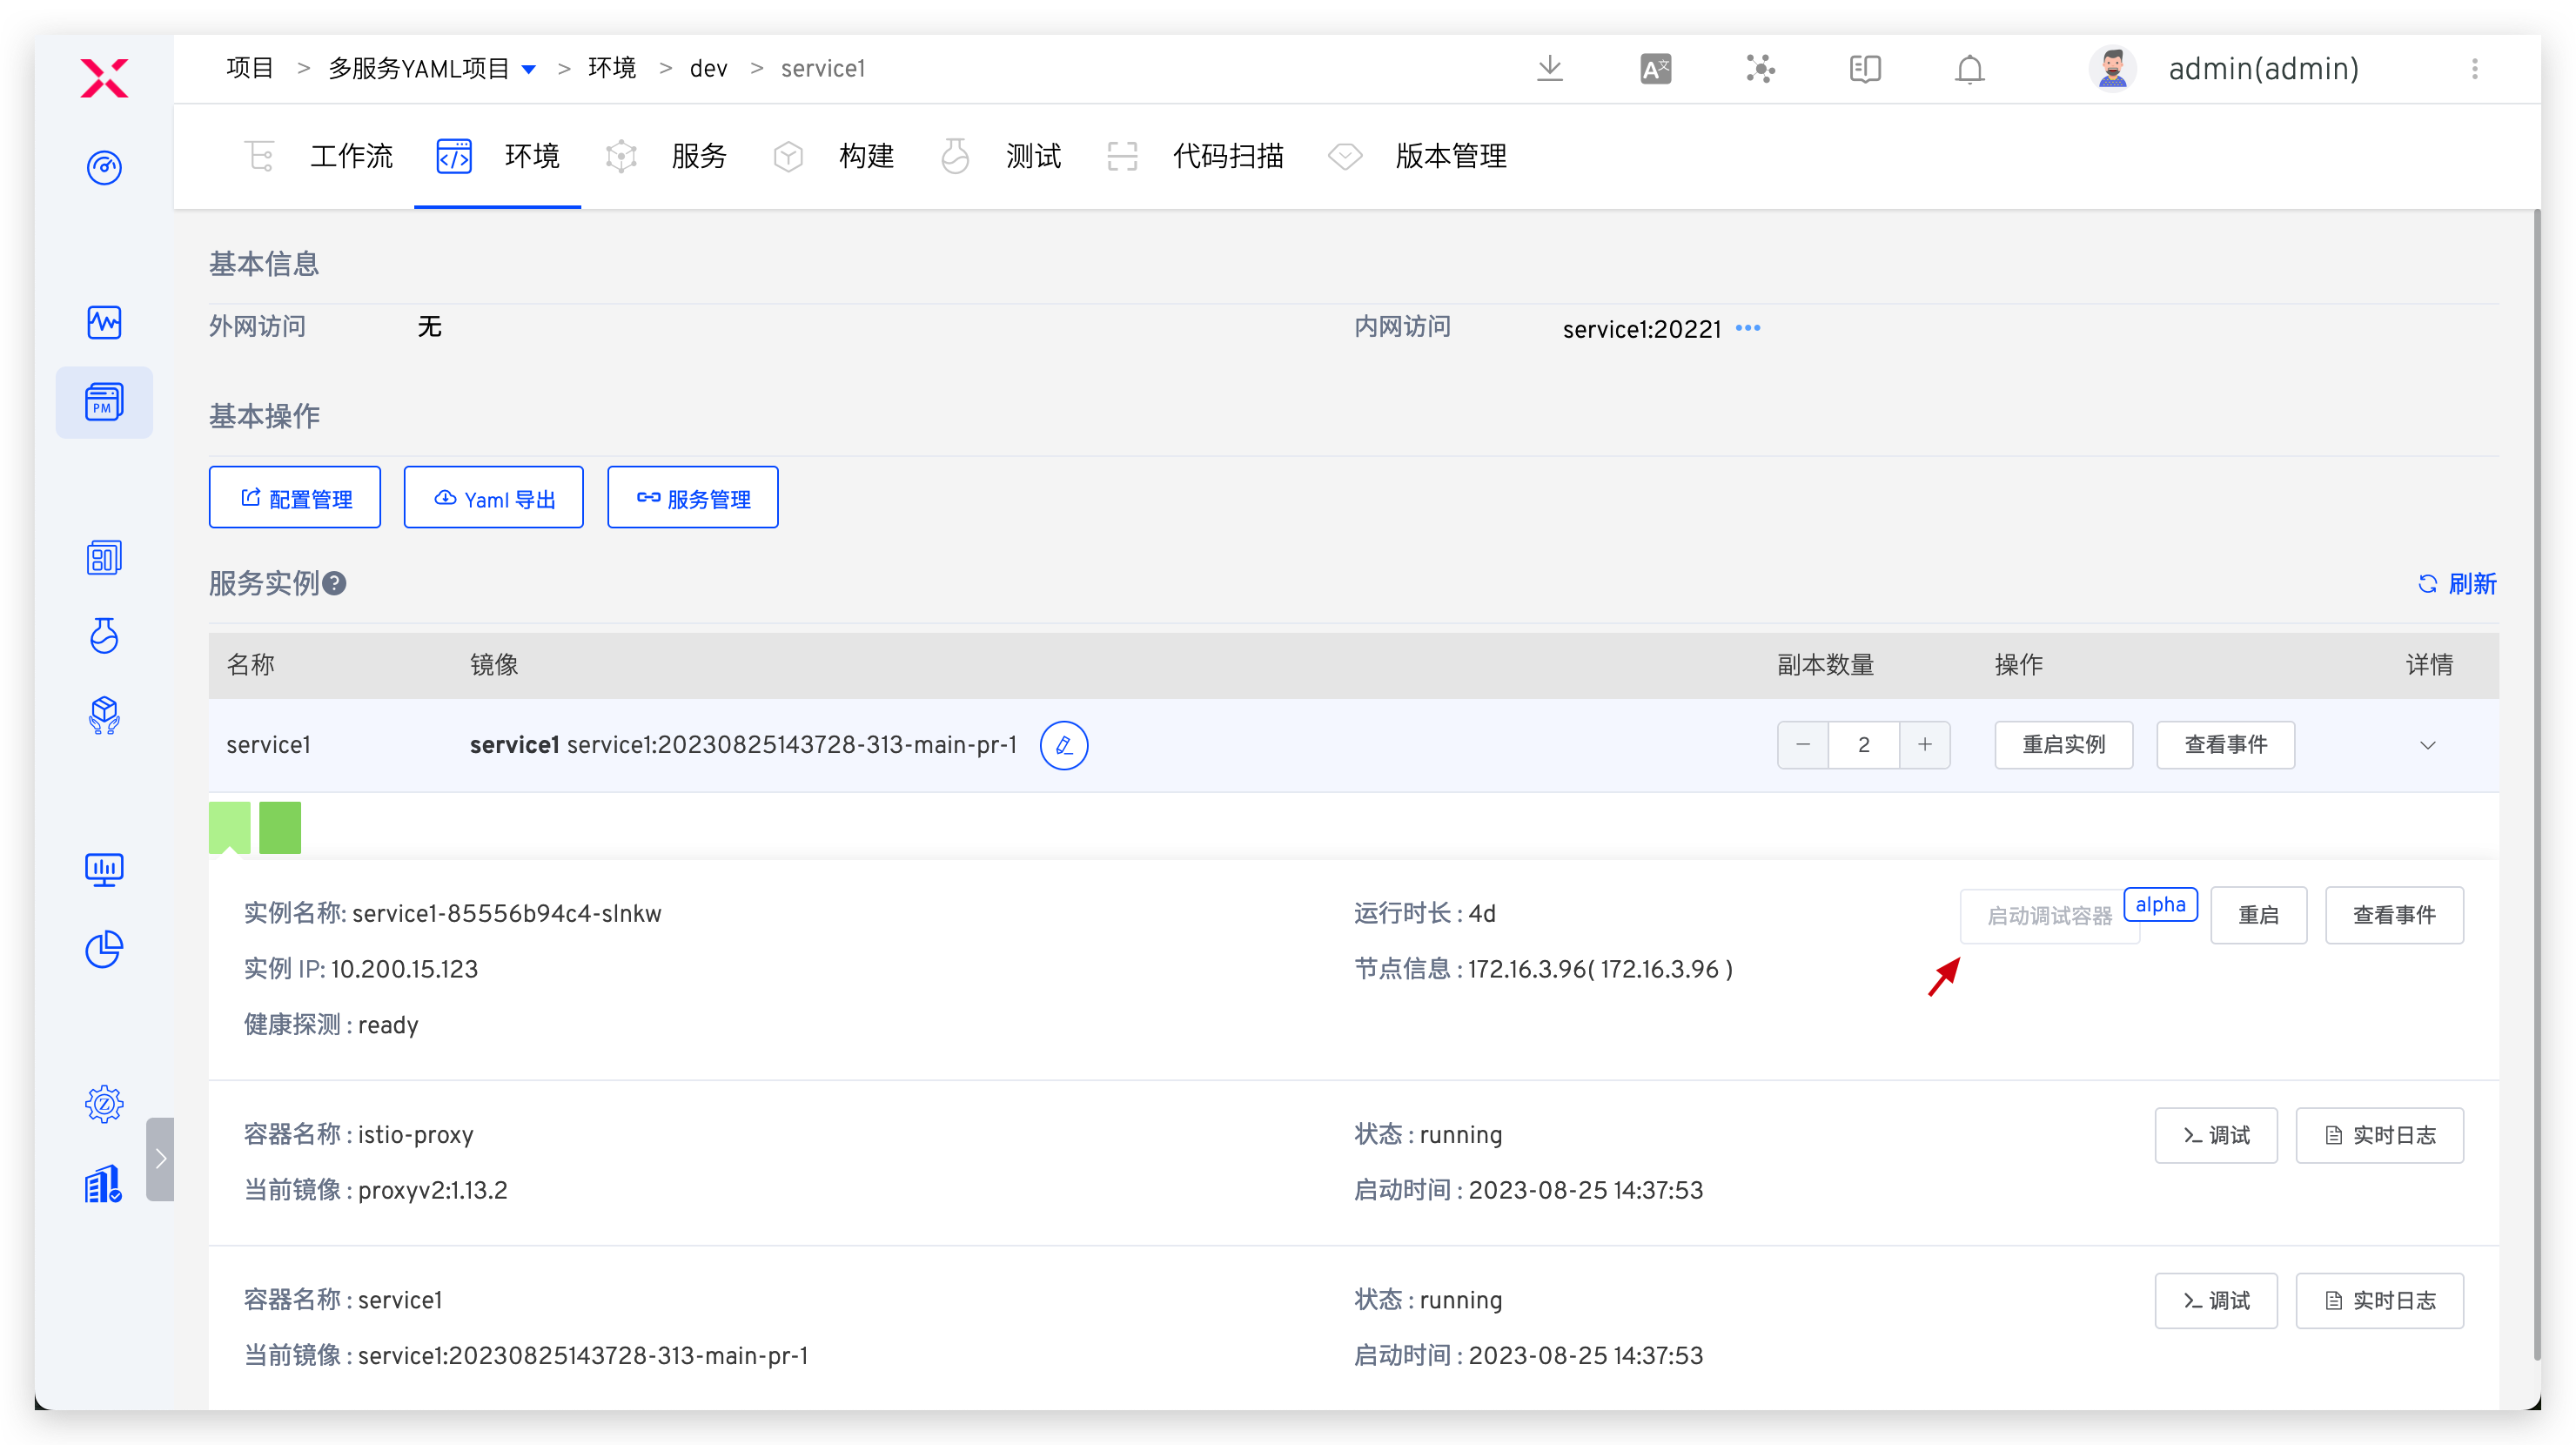 项目 > 多服务YAML项目 > 环境 > dev > service1
admin(admin)
工作流 环境 服务 构建 测试 代码扫描 版本管理
基本信息
外网访问 无 内网访问 service1:20221
基本操作
配置管理 Yaml 导出 服务管理
服务实例 刷新
名称 镜像 副本数量 操作 详情
service1 service1 service1:20230825143728-313-main-pr-1 2 重启实例 查看事件
实例名称: service1-85556b94c4-slnkw 运行时长 : 4d 启动调试容器 alpha 重启 查看事件
实例 IP: 10.200.15.123 节点信息 : 172.16.3.96( 172.16.3.96 )
健康探测 : ready
容器名称 : istio-proxy 状态 : running 调试 实时日志
当前镜像 : proxyv2:1.13.2 启动时间 : 2023-08-25 14:37:53
容器名称 : service1 状态 : running 调试 实时日志
当前镜像 : service1:20230825143728-313-main-pr-1 启动时间 : 2023-08-25 14:37:53
PM